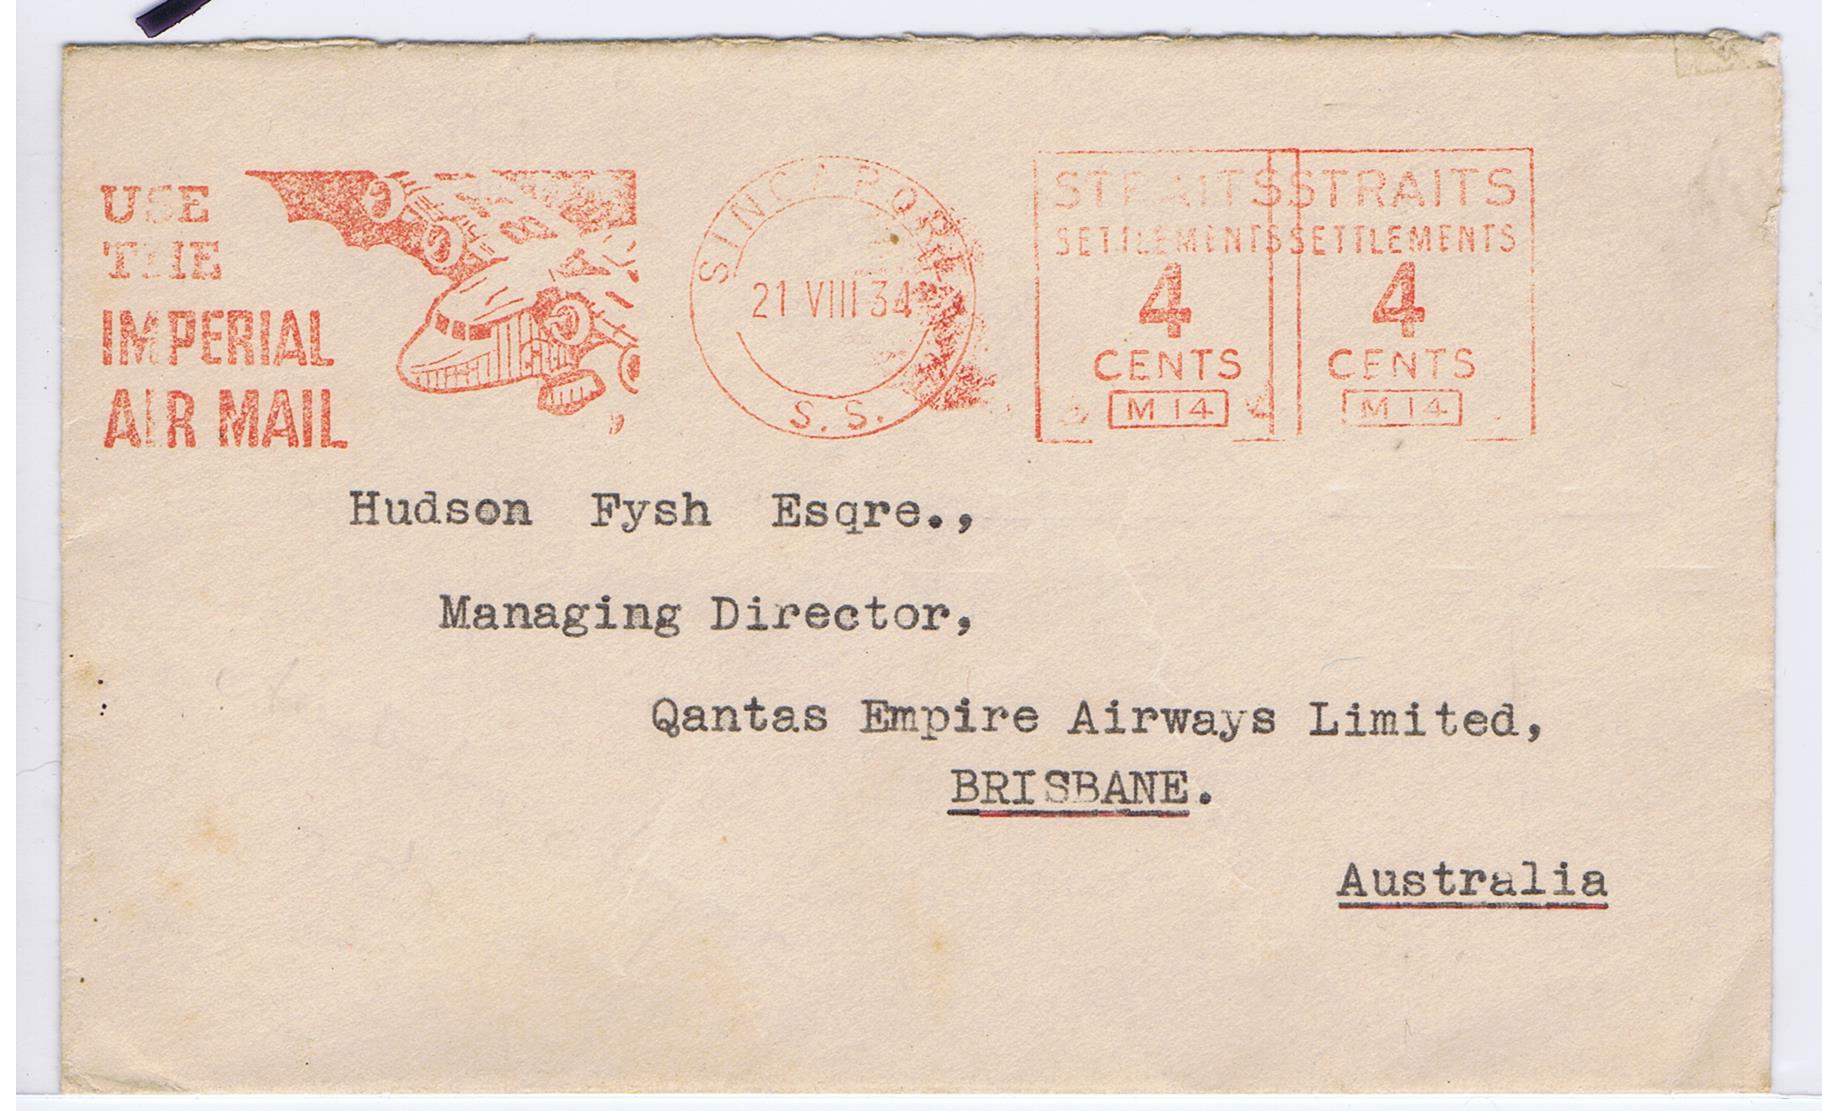 USE
THE
IMPERIAL
AIR MAIL
SINGAPORE
21 VIII 34
S. S.
STRAITS STRAITS
SETTLEMENTS SETTLEMENTS
4 4
CENTS CENTS
M 14 M 14
Hudson Fysh Esqre.,
Managing Director,
Qantas Empire Airways Limited,
BRISBANE.
Australia